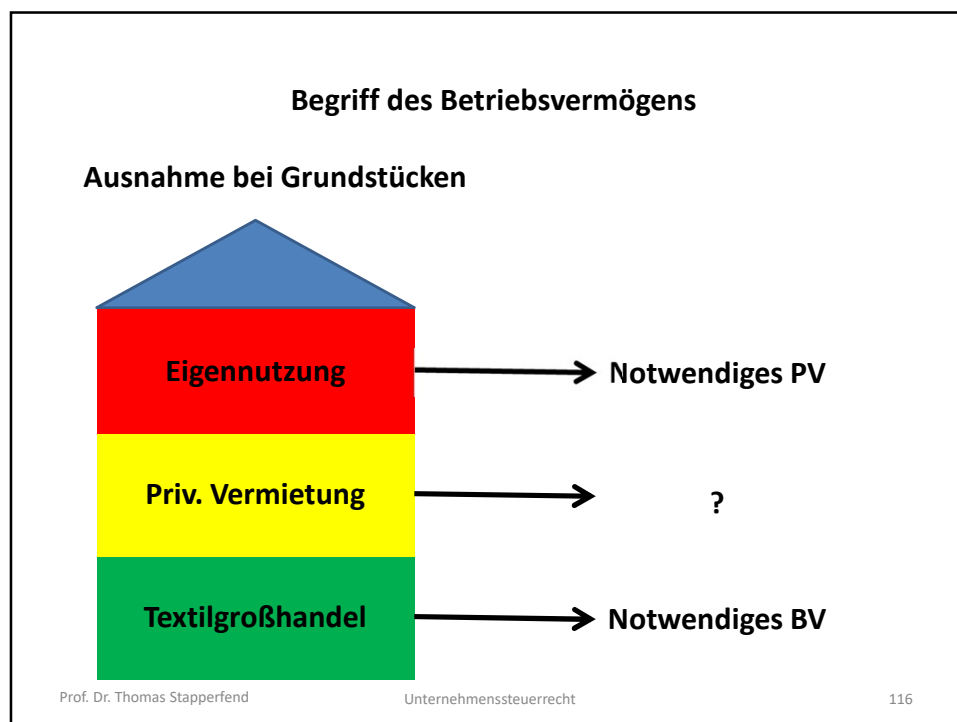 Begriff des Betriebsvermögens
Ausnahme bei Grundstücken
Eigennutzung
Notwendiges PV
Priv. Vermietung
?
Textilgroßhandel
Notwendiges BV
Prof. Dr. Thomas Stapperfend
Unternehmenssteuerrecht
116